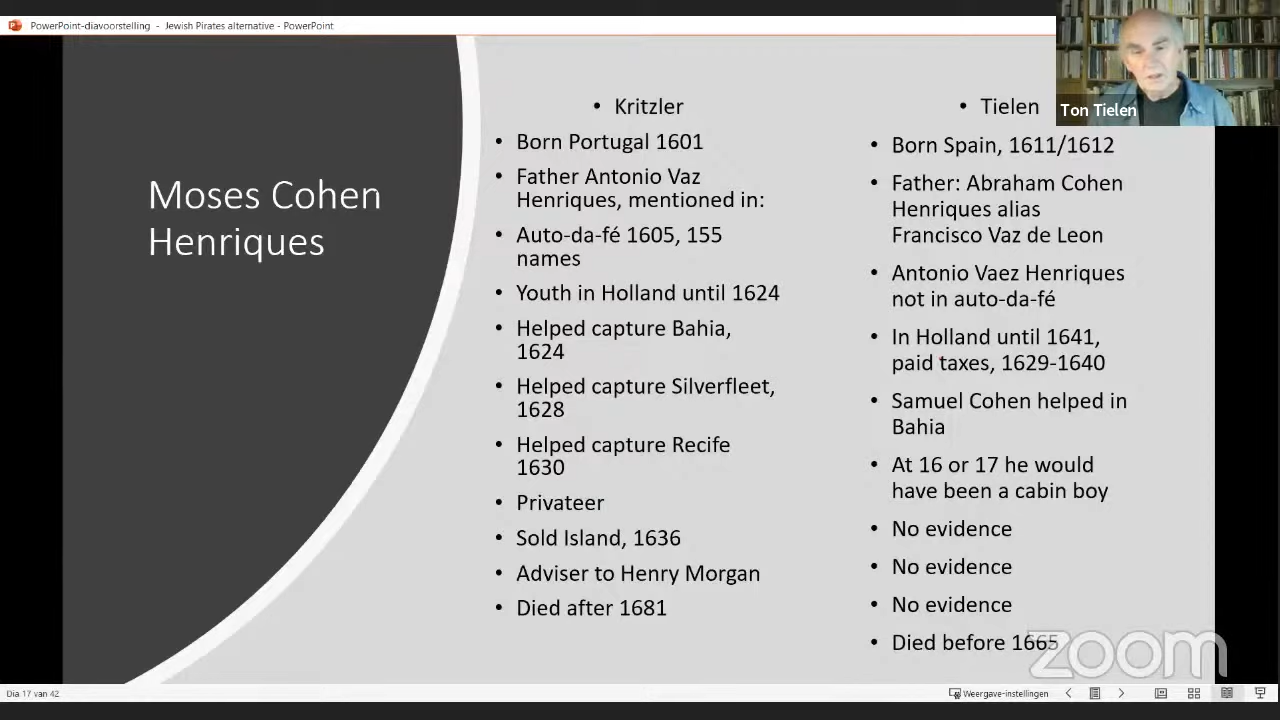 PowerPoint-diavoorstelling - Jewish Pirates alternative - PowerPoint
Ton Tielen
Moses Cohen
Henriques
• Kritzler
• Born Portugal 1601
• Father Antonio Vaz
Henriques, mentioned in:
• Auto-da-fé 1605, 155
names
• Youth in Holland until 1624
• Helped capture Bahia,
1624
• Helped capture Silverfleet,
1628
• Helped capture Recife
1630
• Privateer
• Sold Island, 1636
• Adviser to Henry Morgan
• Died after 1681
• Tielen
• Born Spain, 1611/1612
• Father: Abraham Cohen
Henriques alias
Francisco Vaz de Leon
• Antonio Vaez Henriques
not in auto-da-fé
• In Holland until 1641,
paid taxes, 1629-1640
• Samuel Cohen helped in
Bahia
• At 16 or 17 he would
have been a cabin boy
• No evidence
• No evidence
• No evidence
• Died before 1665
zoom
Dia 17 van 42
Weergave-instellingen